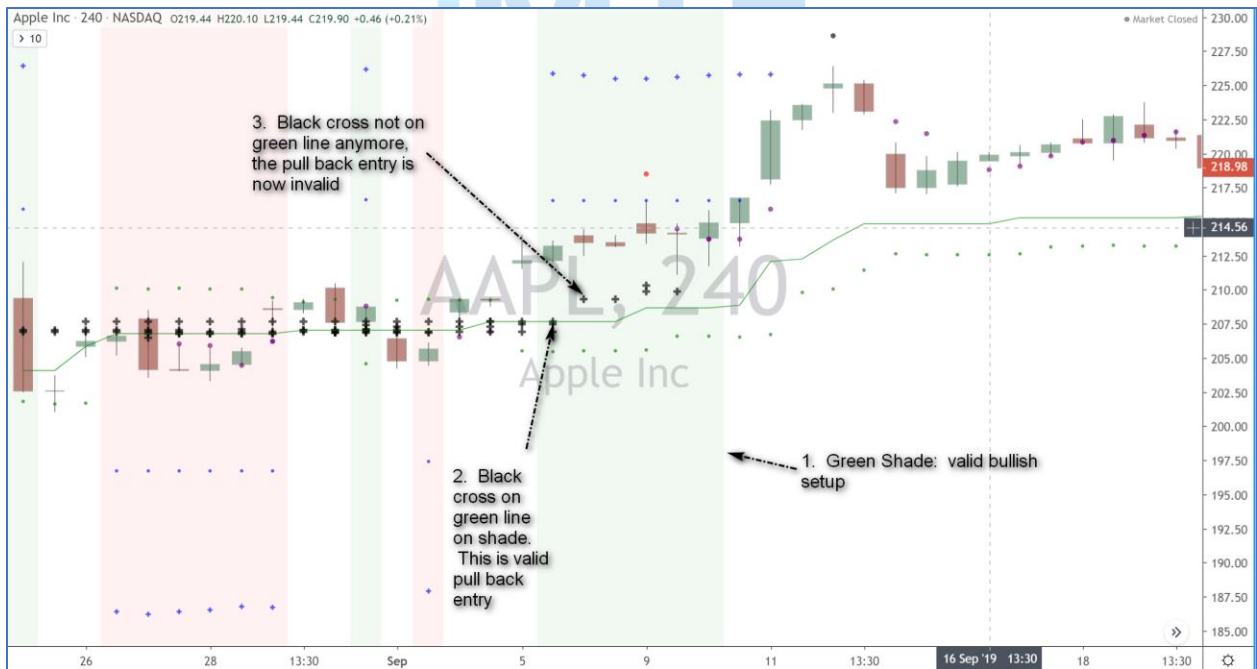 Apple Inc · 240 · NASDAQ O219.44 H220.10 L219.44 C219.90 +0.46 (+0.21%)
Market Closed
> 10
230.00
227.50
225.00
222.50
220.00
218.98
217.50
214.56
212.50
210.00
207.50
205.00
202.50
200.00
197.50
195.00
192.50
190.00
187.50
185.00
3. Black cross not on
green line anymore,
the pull back entry is
now invalid
AAPL, 240
Apple Inc
2. Black
cross on
green line
on shade.
This is valid
pull back
entry
1. Green Shade: valid bullish
setup
26
28
13:30
Sep
5
9
11
13:30
16 Sep '19 13:30
18
13:30